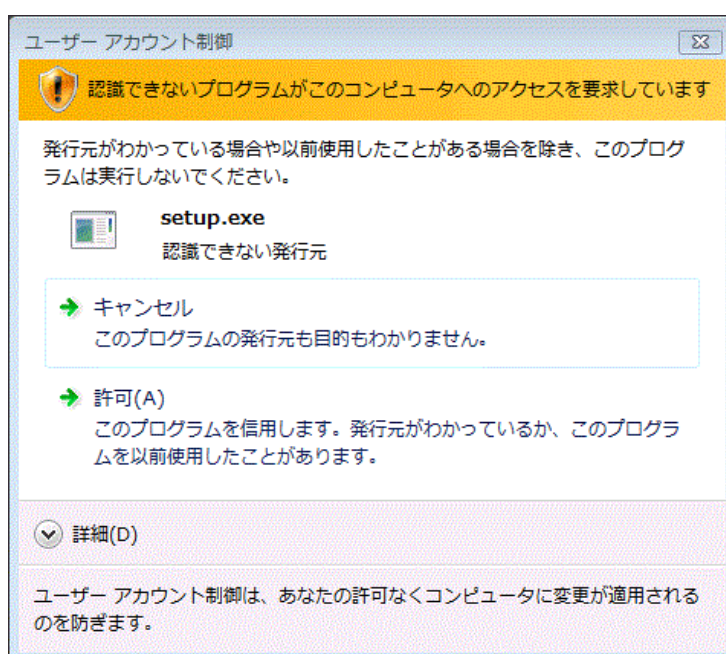 ユーザー アカウント制御
認識できないプログラムがこのコンピュータへのアクセスを要求しています
発行元がわかっている場合や以前使用したことがある場合を除き、このプログ
ラムは実行しないでください。
setup.exe
認識できない発行元
キャンセル
このプログラムの発行元も目的もわかりません。
許可(A)
このプログラムを信用します。発行元がわかっているか、このプログラ
ムを以前使用したことがあります。
詳細(D)
ユーザー アカウント制御は、あなたの許可なくコンピュータに変更が適用される
のを防ぎます。